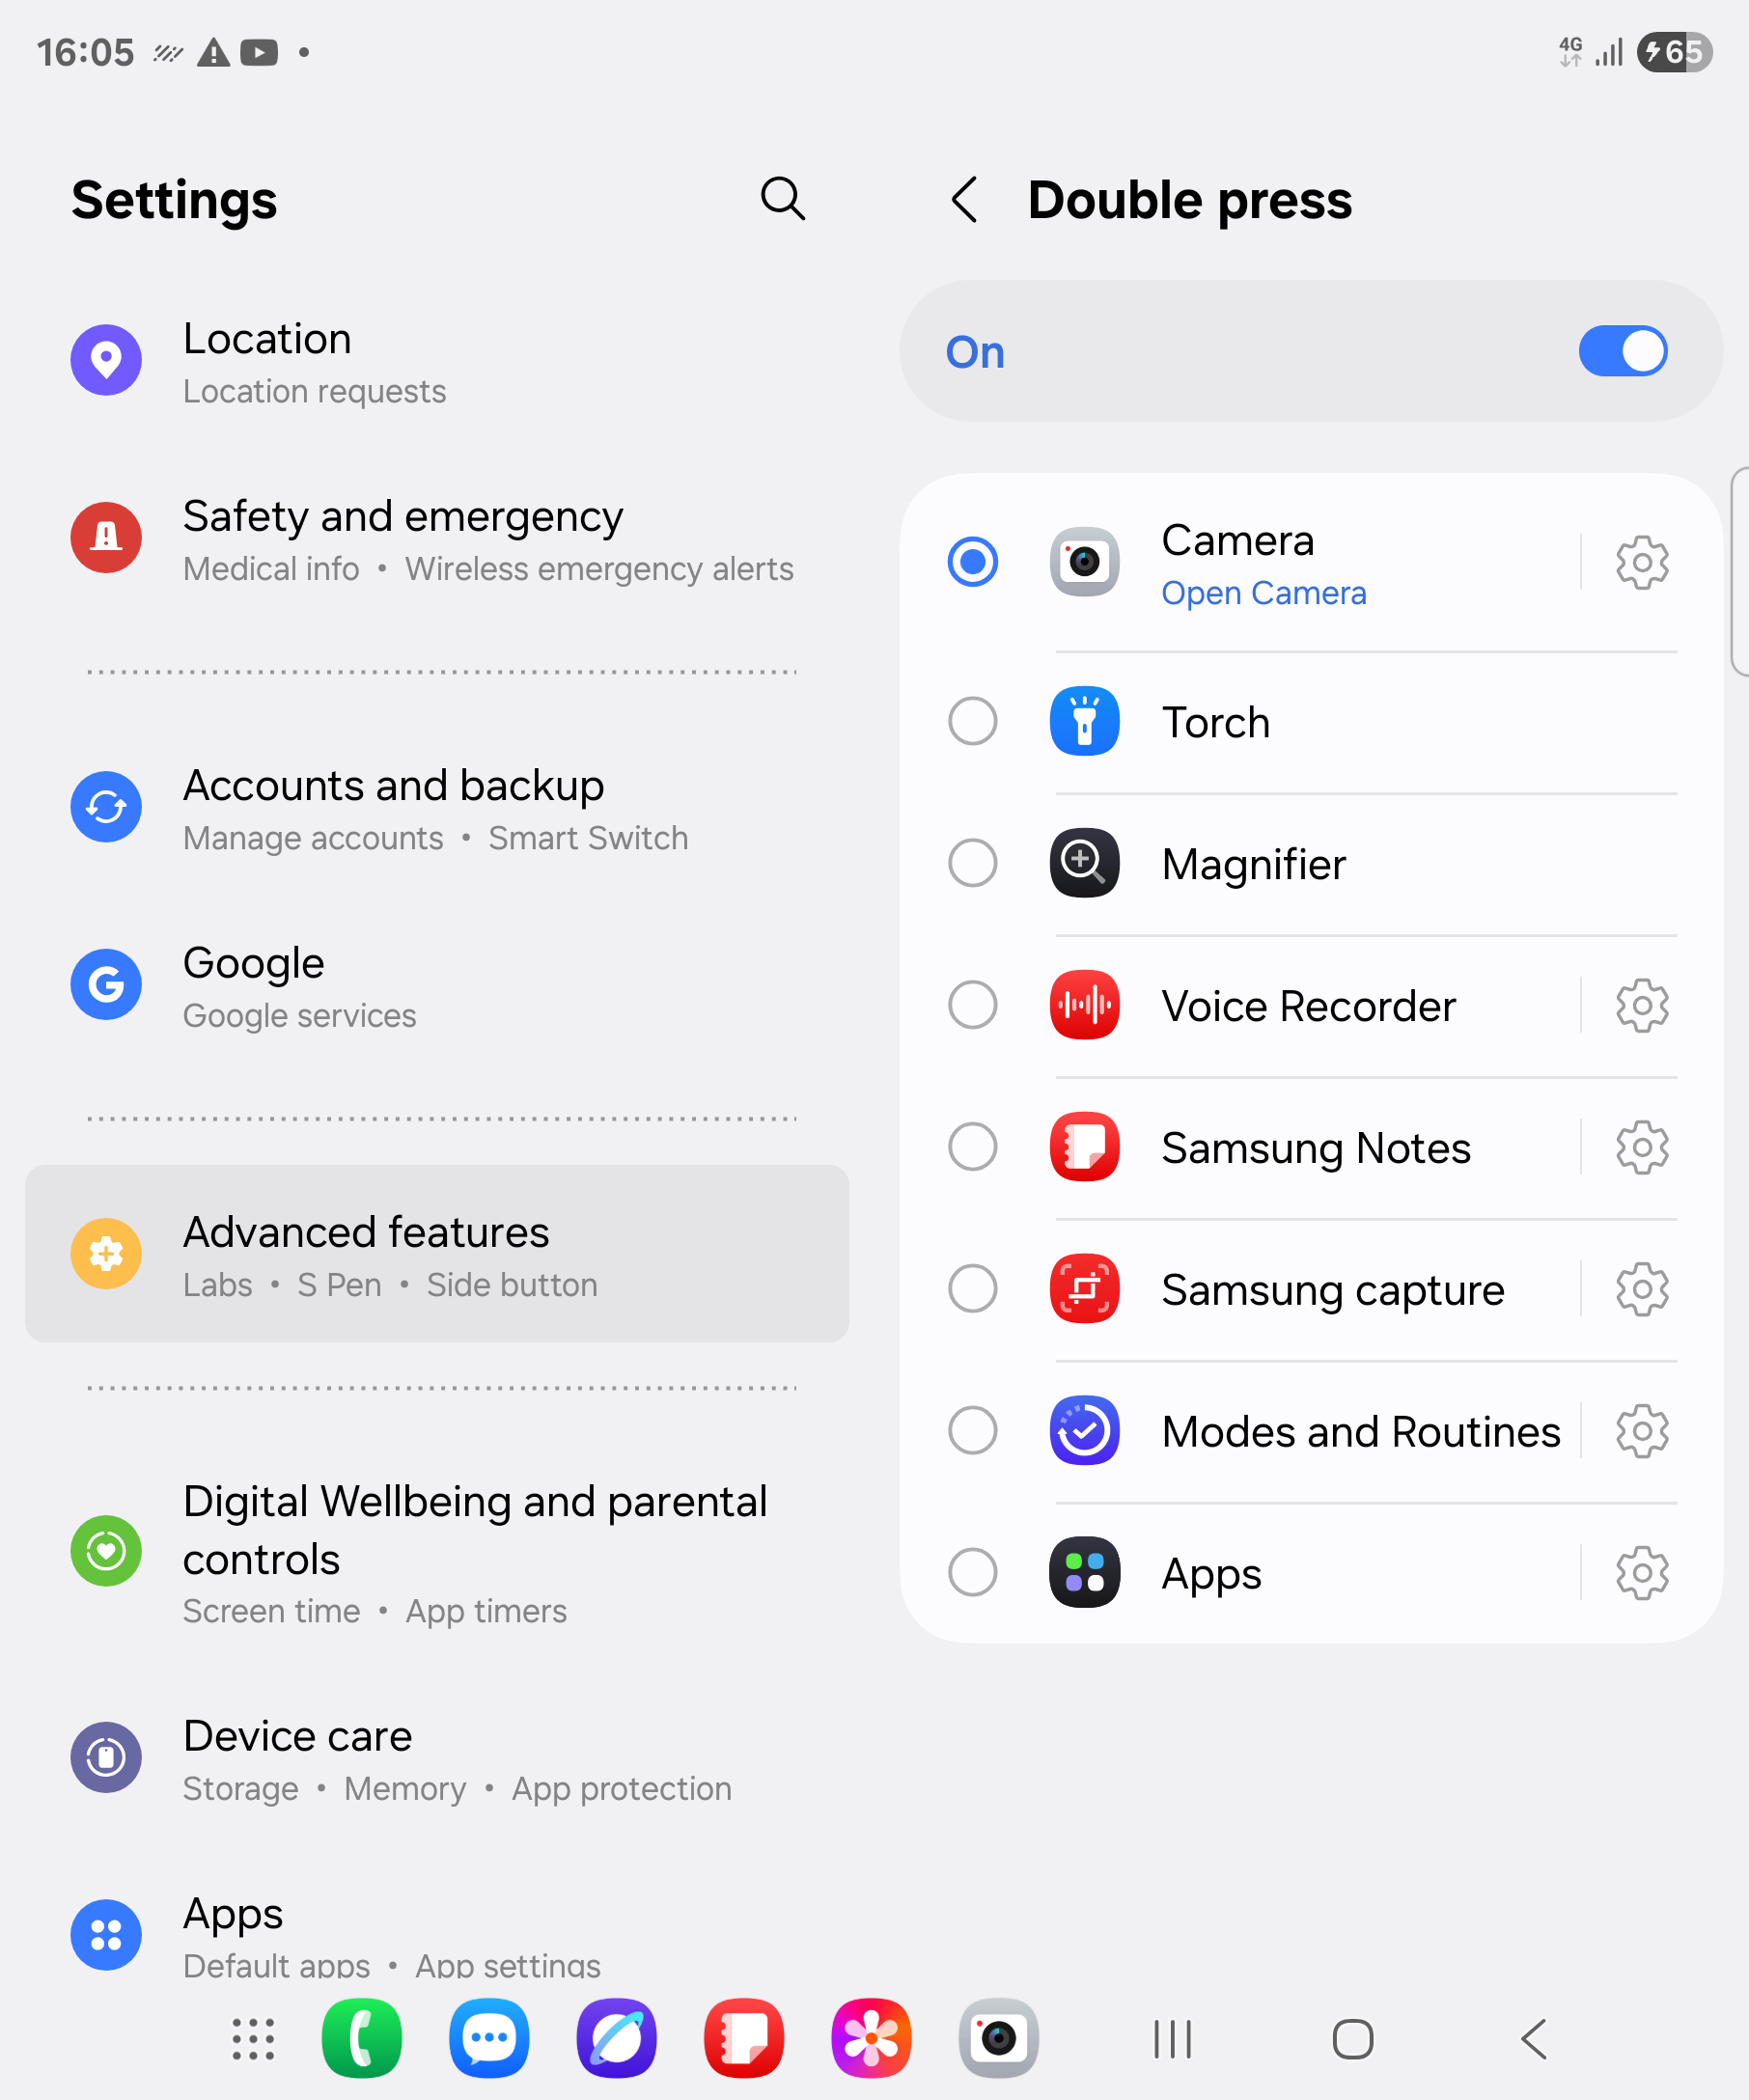 16:05
4G
65
Settings
Location
Location requests
Safety and emergency
Medical info • Wireless emergency alerts
Accounts and backup
Manage accounts • Smart Switch
Google
Google services
Advanced features
Labs • S Pen • Side button
Digital Wellbeing and parental
controls
Screen time • App timers
Device care
Storage • Memory • App protection
Apps
Default apps • App settings
Double press
On
Camera
Open Camera
Torch
Magnifier
Voice Recorder
Samsung Notes
Samsung capture
Modes and Routines
Apps